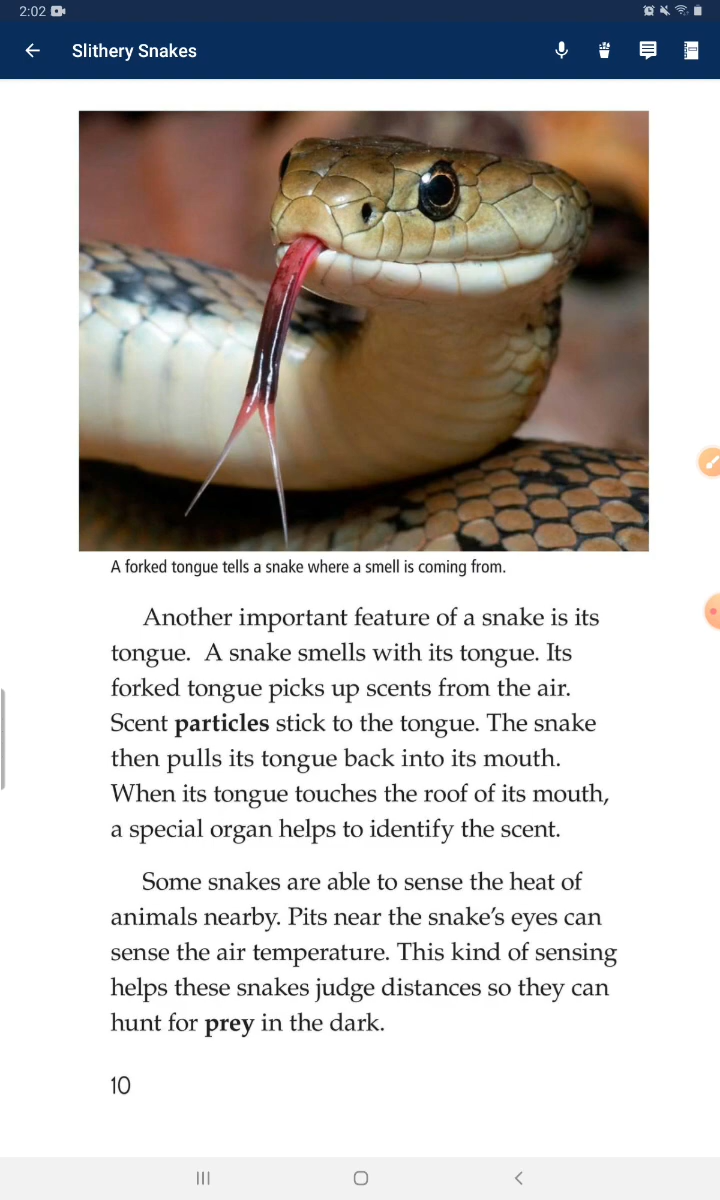 2:02
Slithery Snakes
A forked tongue tells a snake where a smell is coming from.
Another important feature of a snake is its
tongue.  A snake smells with its tongue. Its
forked tongue picks up scents from the air.
Scent particles stick to the tongue. The snake
then pulls its tongue back into its mouth.
When its tongue touches the roof of its mouth,
a special organ helps to identify the scent.
Some snakes are able to sense the heat of
animals nearby. Pits near the snake’s eyes can
sense the air temperature. This kind of sensing
helps these snakes judge distances so they can
hunt for prey in the dark.
10